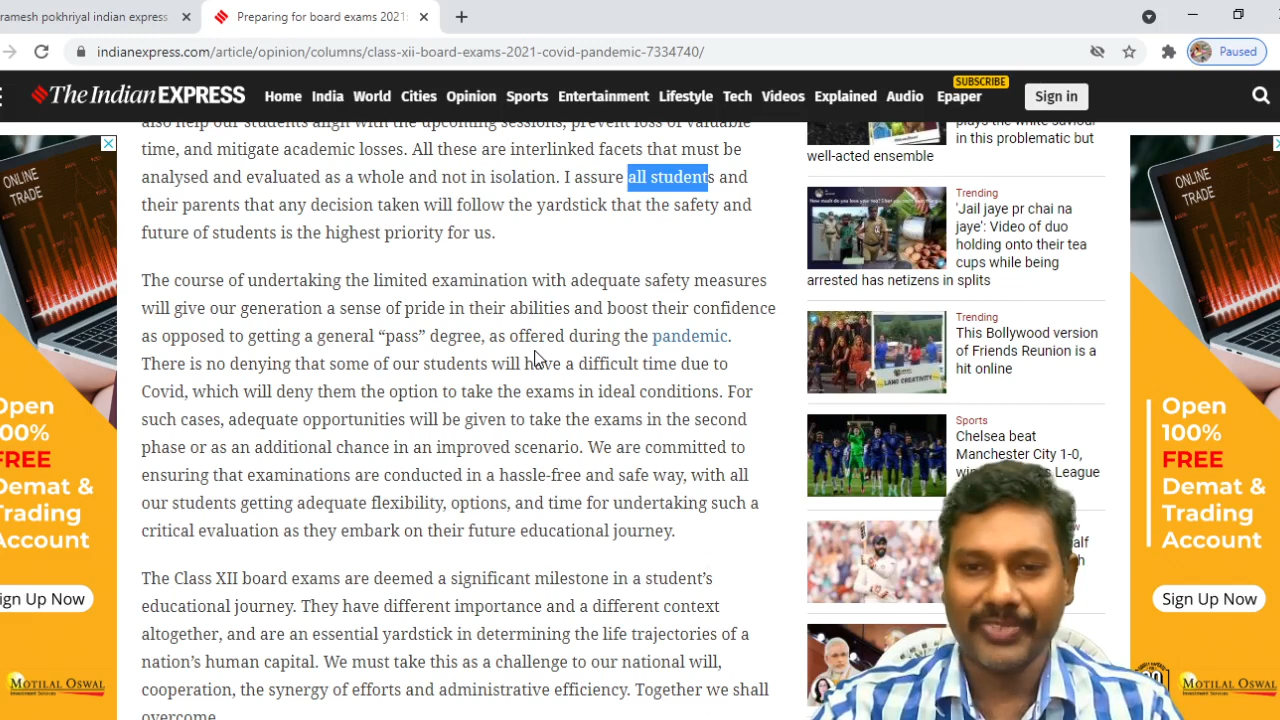 ramesh pokhriyal indian express
Preparing for board exams 2021:
indianexpress.com/article/opinion/columns/class-xii-board-exams-2021-covid-pandemic-7334740/
Paused
The Indian EXPRESS
Home India World Cities Opinion Sports Entertainment Lifestyle Tech Videos Explained Audio Epaper
SUBSCRIBE
Sign in
also help our students align with the upcoming sessions, prevent loss of valuable
time, and mitigate academic losses. All these are interlinked facets that must be
analysed and evaluated as a whole and not in isolation. I assure all students and
their parents that any decision taken will follow the yardstick that the safety and
future of students is the highest priority for us.
The course of undertaking the limited examination with adequate safety measures
will give our generation a sense of pride in their abilities and boost their confidence
as opposed to getting a general “pass” degree, as offered during the pandemic.
There is no denying that some of our students will have a difficult time due to
Covid, which will deny them the option to take the exams in ideal conditions. For
such cases, adequate opportunities will be given to take the exams in the second
phase or as an additional chance in an improved scenario. We are committed to
ensuring that examinations are conducted in a hassle-free and safe way, with all
our students getting adequate flexibility, options, and time for undertaking such a
critical evaluation as they embark on their future educational journey.
The Class XII board exams are deemed a significant milestone in a student’s
educational journey. They have different importance and a different context
altogether, and are an essential yardstick in determining the life trajectories of a
nation’s human capital. We must take this as a challenge to our national will,
cooperation, the synergy of efforts and administrative efficiency. Together we shall
overcome
plays the white saviour
in this problematic but
well-acted ensemble
Trending
'Jail jaye pr chai na
jaye': Video of duo
holding onto their tea
cups while being
arrested has netizens in splits
Trending
This Bollywood version
of Friends Reunion is a
hit online
LAND CREATIVITY
Sports
Chelsea beat
Manchester City 1-0,
League
ONLINE
TRADE
Open
100%
FREE
Demat &
Trading
Account
Sign Up Now
MOTILAL OSWAL
ONLINE
TRADE
Open
100%
FREE
Demat &
Trading
Account
Sign Up Now
MOTILAL OSWAL